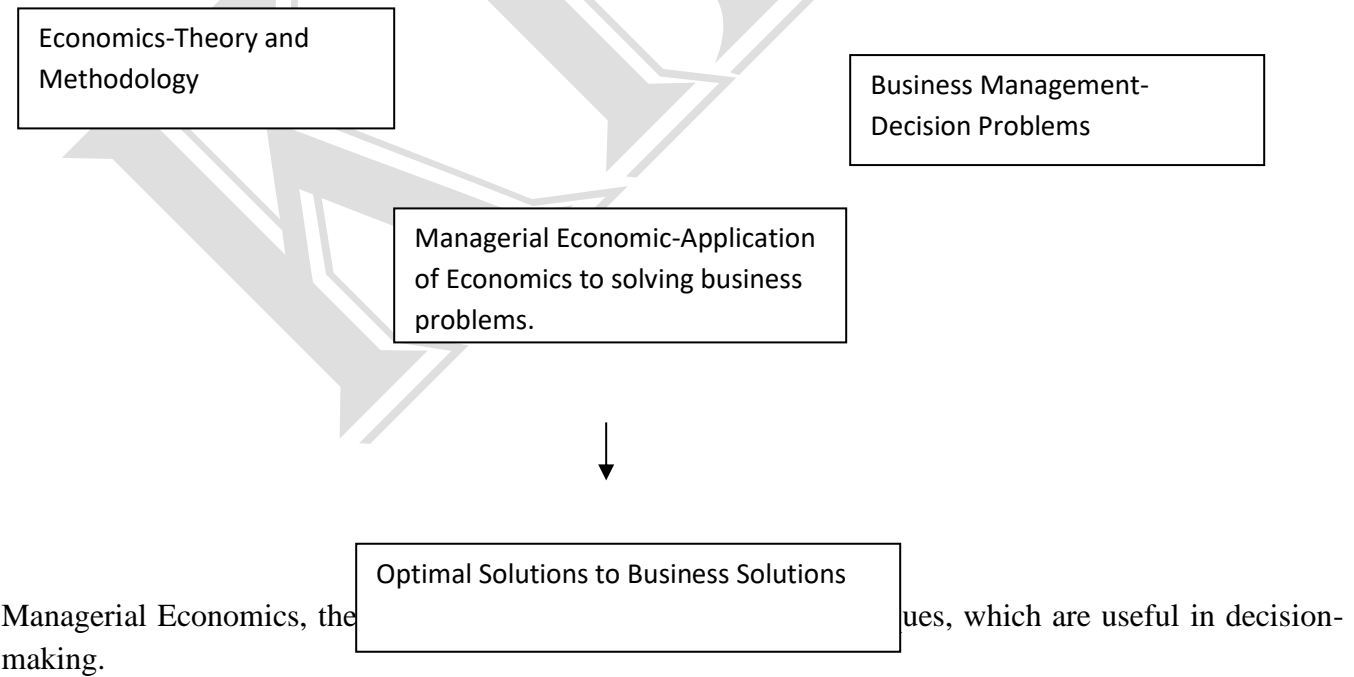 Economics-Theory and
Methodology
Business Management-
Decision Problems
Managerial Economic-Application
of Economics to solving business
problems.
Optimal Solutions to Business Solutions
Managerial Economics, the ues, which are useful in decision-
making.